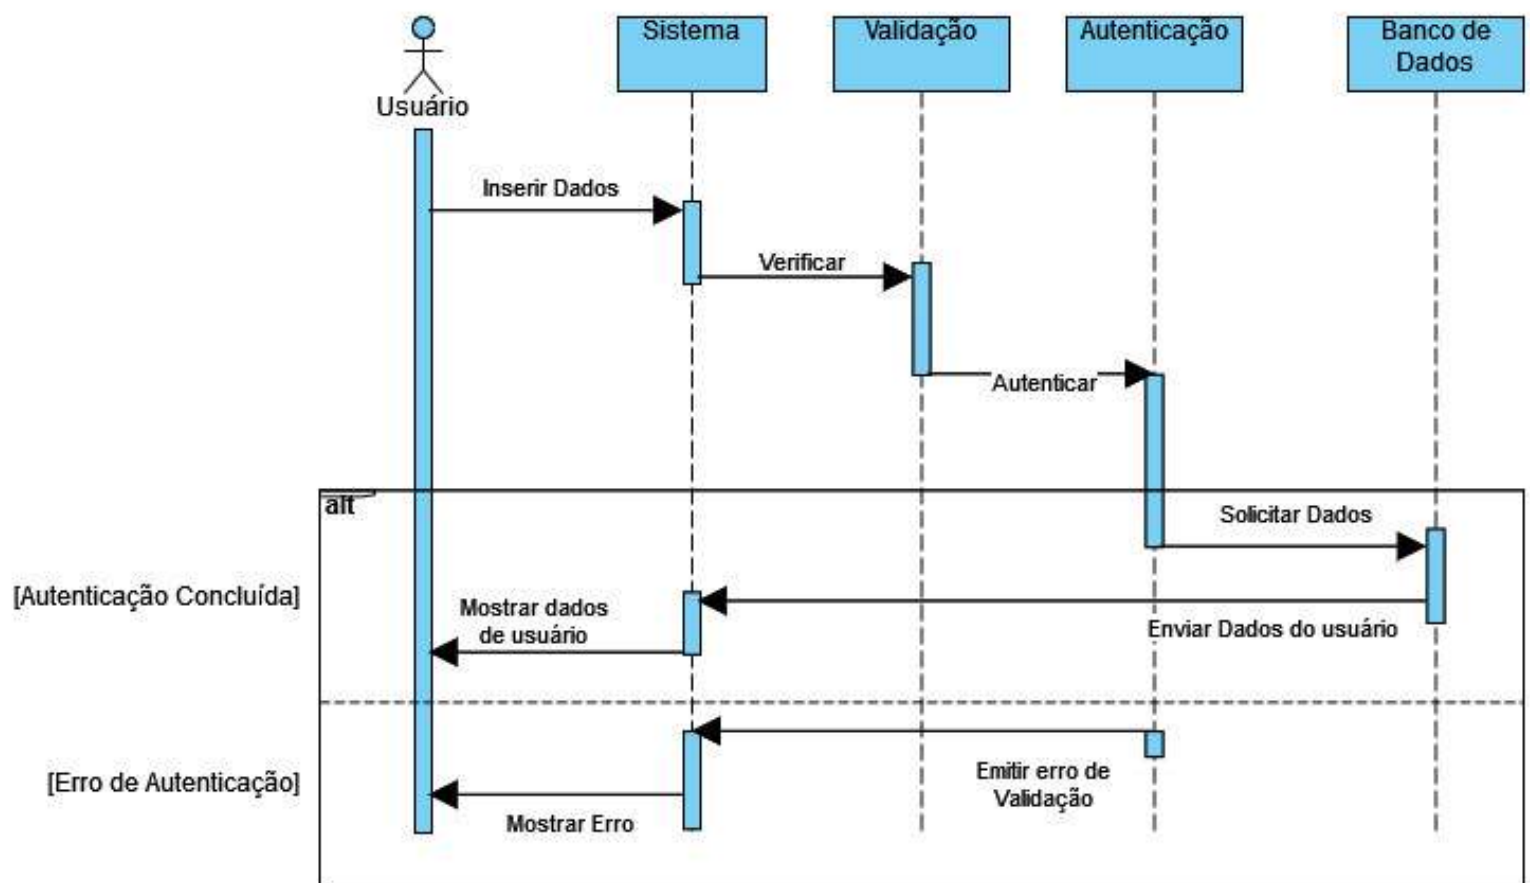 Usuário
Sistema
Validação
Autenticação
Banco de
Dados
Inserir Dados
Verificar
Autenticar
alt
Solicitar Dados
[Autenticação Concluída]
Mostrar dados
de usuário
Enviar Dados do usuário
[Erro de Autenticação]
Emitir erro de
Validação
Mostrar Erro